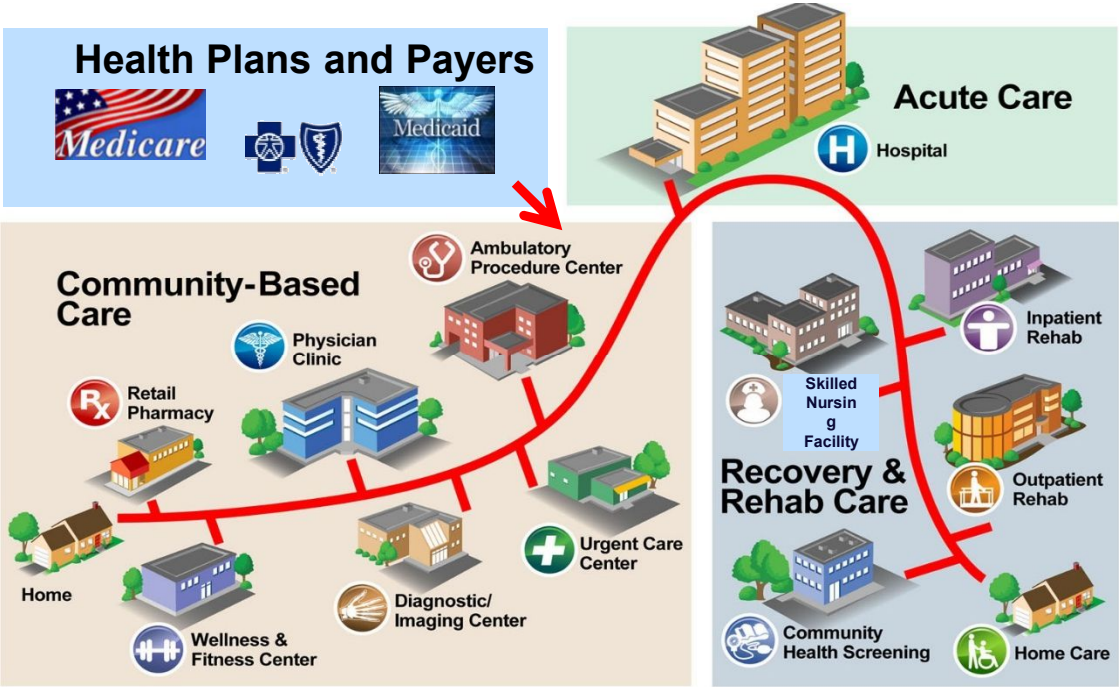 Health Plans and Payers
Medicare
Medicaid
Acute Care
H
Hospital
Community-Based
Care
Ambulatory
Procedure Center
Physician
Clinic
Rx
Retail
Pharmacy
Home
Wellness &
Fitness Center
Diagnostic/
Imaging Center
Urgent Care
Center
Inpatient
Rehab
Skilled
Nursin
g
Facility
Recovery &
Rehab Care
Outpatient
Rehab
Community
Health Screening
Home Care